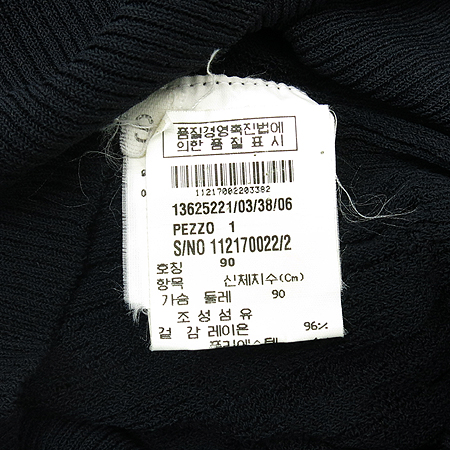 품질경영촉진법에
의한 품질표시
11217002203382
13625221/03/38/06
PEZZO 1
S/NO 112170022/2
호칭 90
항목 신체치수(Cm)
가슴 둘레 90
조성섬유
겉 감 레이온 96%